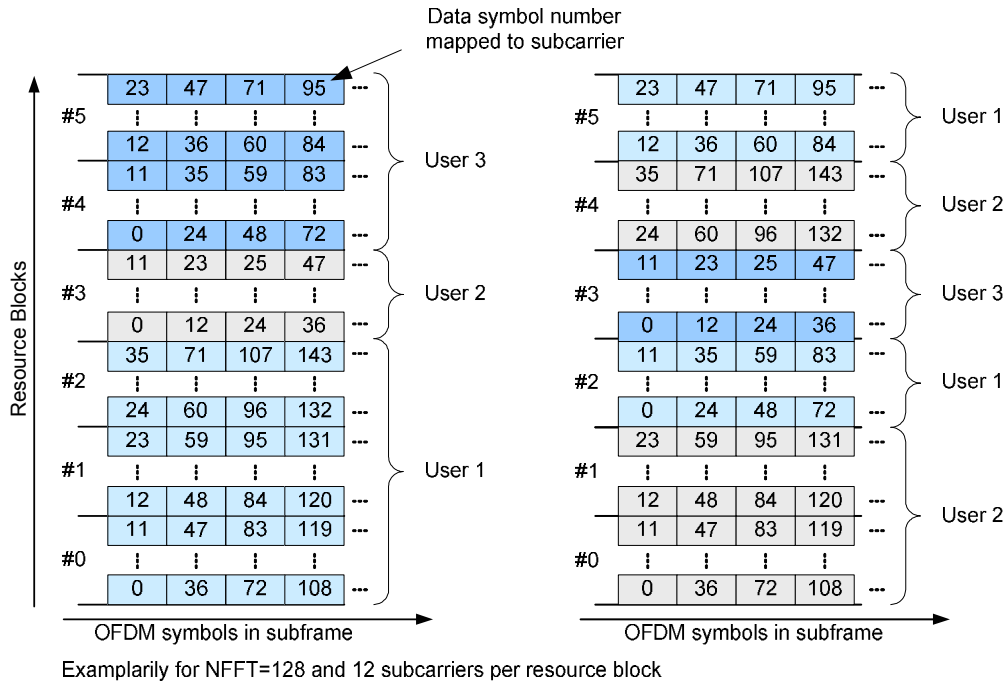 Data symbol number
mapped to subcarrier
Resource Blocks
#5
23 47 71 95
12 36 60 84
11 35 59 83
#4
0 24 48 72
User 3
11 23 25 47
#3
0 12 24 36
User 2
35 71 107 143
#2
24 60 96 132
23 59 95 131
#1
12 48 84 120
11 47 83 119
#0
0 36 72 108
User 1
OFDM symbols in subframe
23 47 71 95
#5
12 36 60 84
User 1
35 71 107 143
#4
24 60 96 132
User 2
11 23 25 47
#3
0 12 24 36
User 3
11 35 59 83
#2
0 24 48 72
User 1
23 59 95 131
#1
12 48 84 120
11 47 83 119
#0
0 36 72 108
User 2
OFDM symbols in subframe
Examplarily for NFFT=128 and 12 subcarriers per resource block